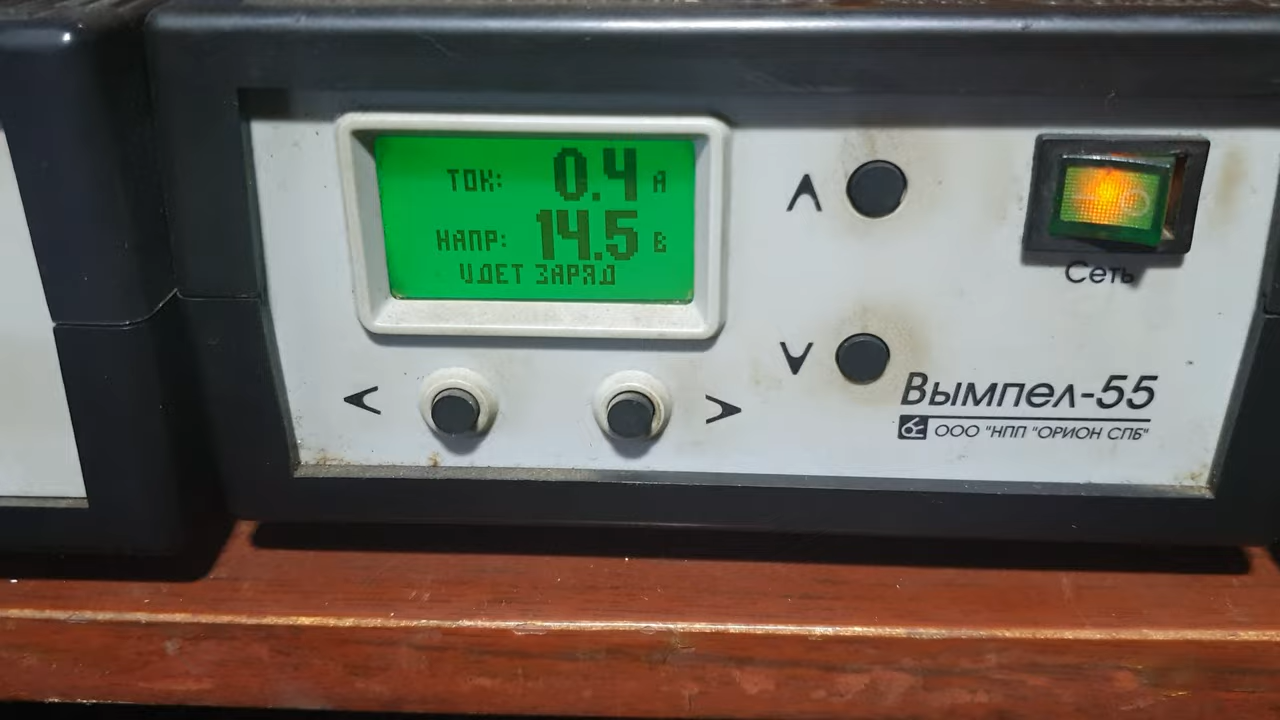 ТОК: 0.4 А
НАПР: 14.5 В
ИДЕТ ЗАРЯД
Сеть
Вымпел-55
ООО "НПП "ОРИОН СПБ"